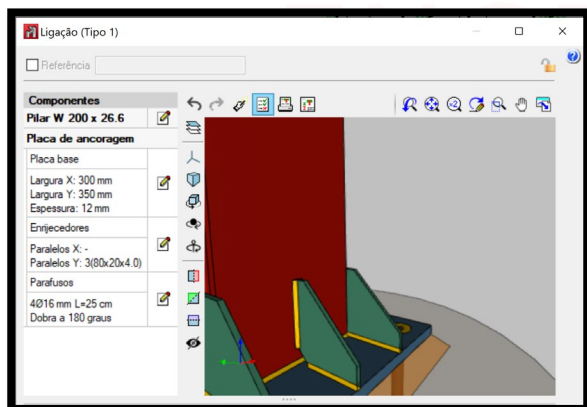 Ligação (Tipo 1)
Referência
Componentes
Pilar W 200 x 26.6
Placa de ancoragem
Placa base
Largura X: 300 mm
Largura Y: 350 mm
Espessura: 12 mm
Enrijecedores
Paralelos X: -
Paralelos Y: 3(80x20x4.0)
Parafusos
4Ø16 mm L=25 cm
Dobra a 180 graus